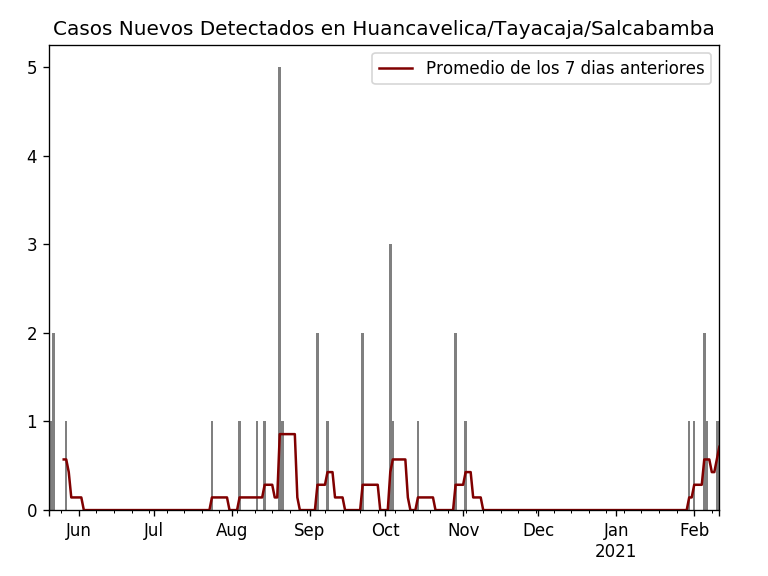 Casos Nuevos Detectados en Huancavelica/Tayacaja/Salcabamba
Promedio de los 7 dias anteriores
5
4
3
2
1
0
Jun Jul Aug Sep Oct Nov Dec Jan Feb
2021